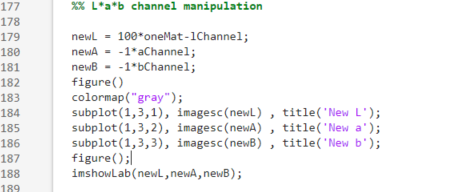 177 %% L*a*b channel manipulation
178
179 newL = 100*oneMat-lChannel;
180 newA = -1*aChannel;
181 newB = -1*bChannel;
182 figure()
183 colormap("gray");
184 subplot(1,3,1), imagesc(newL) , title('New L');
185 subplot(1,3,2), imagesc(newA) , title('New a');
186 subplot(1,3,3), imagesc(newB) , title('New b');
187 figure();
188 imshowLab(newL,newA,newB);